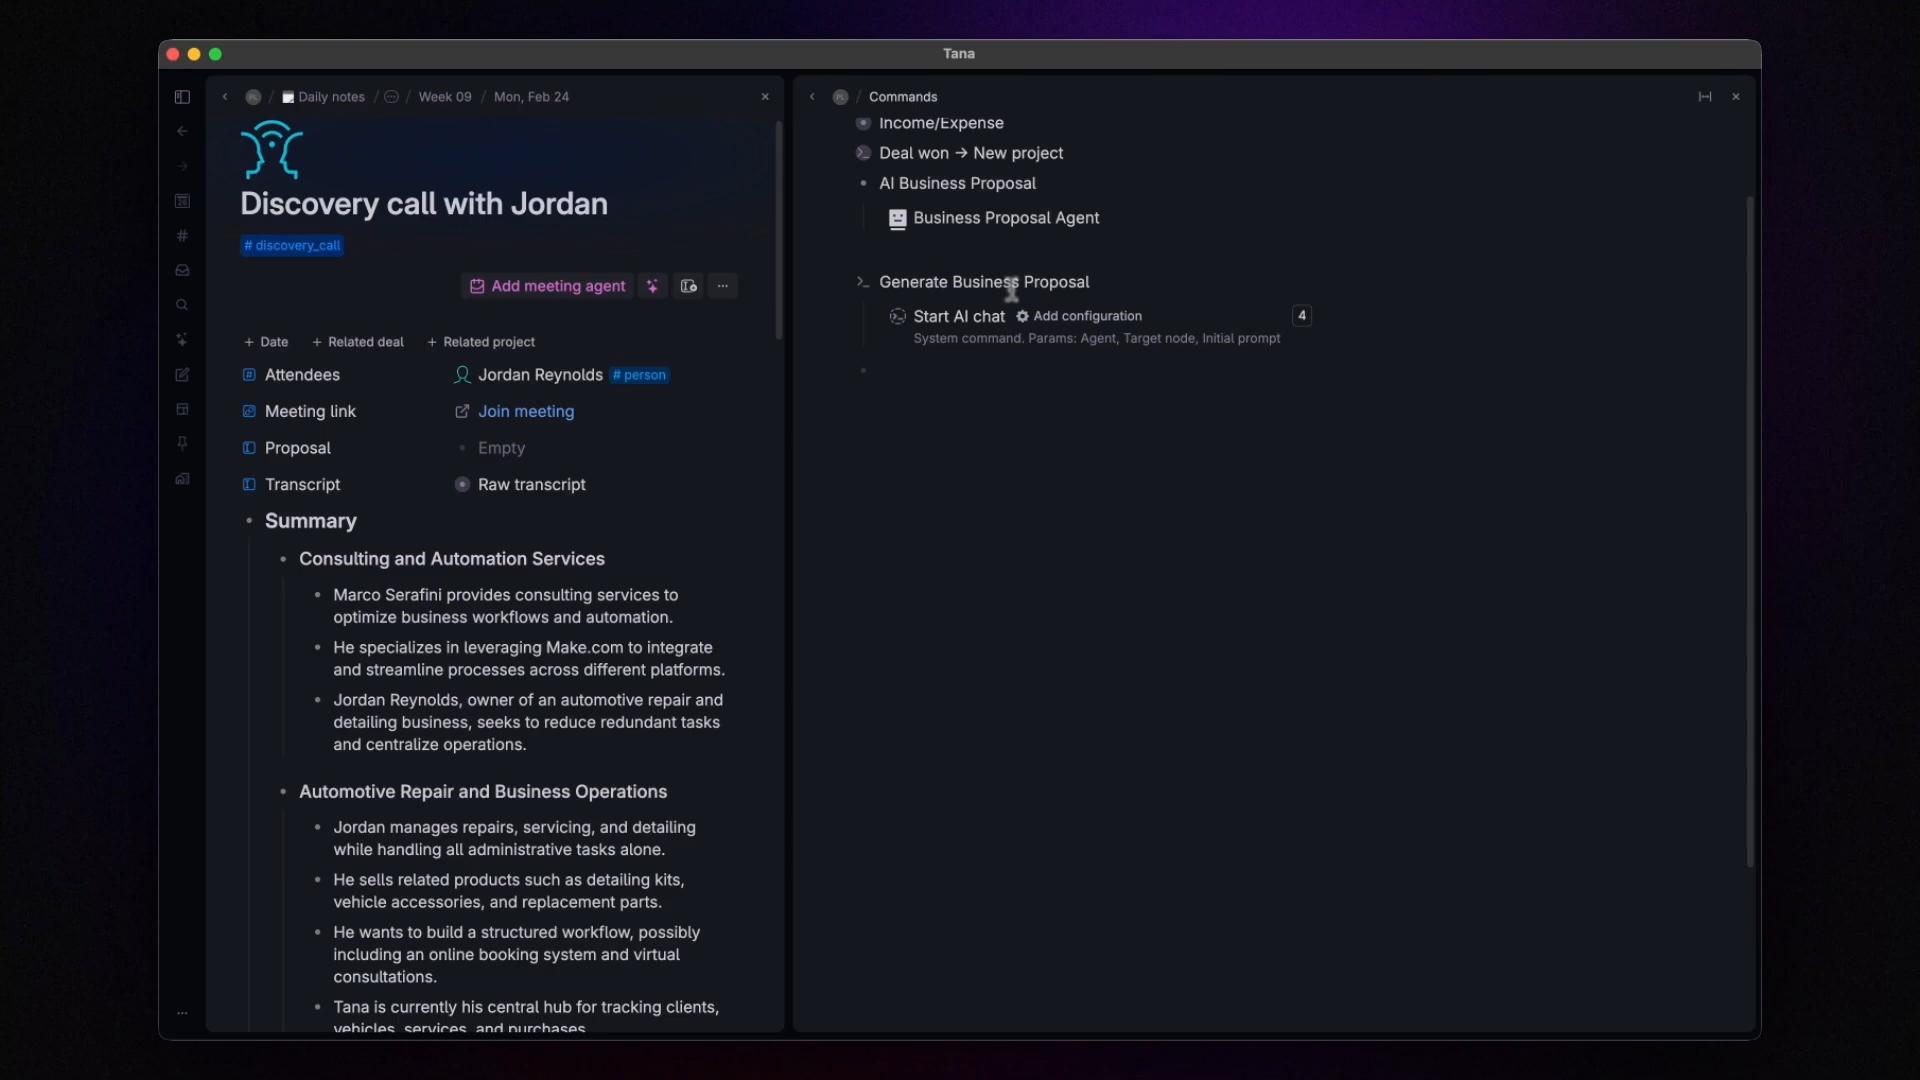 Tana
Daily notes / Week 09 / Mon, Feb 24
Discovery call with Jordan
# discovery_call
Add meeting agent
+ Date + Related deal + Related project
Attendees Jordan Reynolds # person
Meeting link Join meeting
Proposal Empty
Transcript Raw transcript
Summary
Consulting and Automation Services
Marco Serafini provides consulting services to
optimize business workflows and automation.
He specializes in leveraging Make.com to integrate
and streamline processes across different platforms.
Jordan Reynolds, owner of an automotive repair and
detailing business, seeks to reduce redundant tasks
and centralize operations.
Automotive Repair and Business Operations
Jordan manages repairs, servicing, and detailing
while handling all administrative tasks alone.
He sells related products such as detailing kits,
vehicle accessories, and replacement parts.
He wants to build a structured workflow, possibly
including an online booking system and virtual
consultations.
Tana is currently his central hub for tracking clients,
vehicles, services, and purchases
Commands
Income/Expense
Deal won → New project
AI Business Proposal
Business Proposal Agent
Generate Business Proposal
Start AI chat Add configuration 4
System command. Params: Agent, Target node, Initial prompt